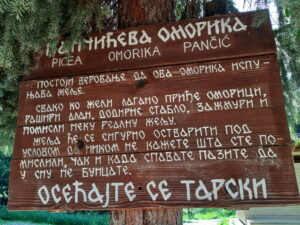 ПАНЧИЋЕВА ОМОРИКА
PICEA OMORIKA PANČIĆ
ПОСТОЈИ ВЕРОВАЊЕ ДА ОВА ОМОРИКА ИСПУ-
ЊАВА ЖЕЉЕ.
СВАКО КО ЖЕЛИ ЛАГАНО ПРИЂЕ ОМОРИЦИ,
РАШИРИ ДЛАН, ДОДИРНЕ СТАБЛО, ЗАЖМУРИ И
ПОМИСЛИ НЕКУ РЕАЛНУ ЖЕЉУ.
ЖЕЉА ЋЕ СЕ СИГУРНО ОСТВАРИТИ ПОД
УСЛОВОМ ДА НИКОМ НЕ КАЖЕТЕ ШТА СТЕ ПО-
МИСЛИЛИ, ЧАК И КАДА СПАВАТЕ ПАЗИТЕ ДА
У СНУ НЕ БУНЦАТЕ.
ОСЕЋАЈТЕ СЕ ТАРСКИ